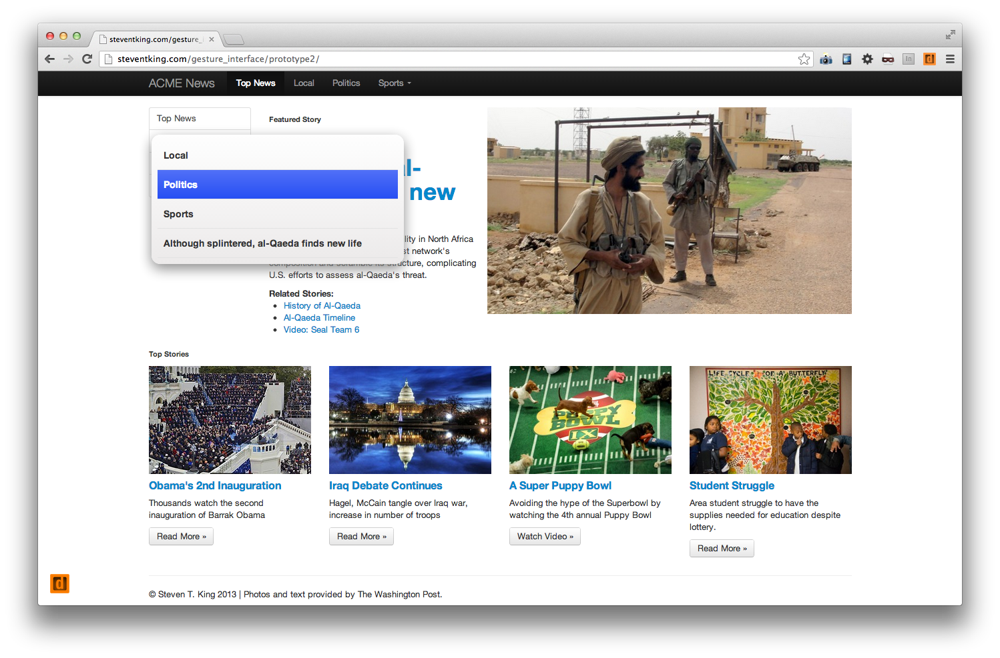 steventking.com/gesture_i
steventking.com/gesture_interface/prototype2/
In
d
ACME News
Top News
Local
Politics
Sports
Top News
Featured Story
Local
Politics
Sports
Although splintered, al-Qaeda finds new life
al-
new
lity in North Africa
st network's
composition and scramble its structure, complicating
U.S. efforts to assess al-Qaeda's threat.
Related Stories:
History of Al-Qaeda
Al-Qaeda Timeline
Video: Seal Team 6
Top Stories
PUPPY
BOWL
IX
LIFE CYCLE OF A BUTTERFLY
Obama's 2nd Inauguration
Iraq Debate Continues
A Super Puppy Bowl
Student Struggle
Thousands watch the second
inauguration of Barrak Obama
Hagel, McCain tangle over Iraq war,
increase in number of troops
Avoiding the hype of the Superbowl by
watching the 4th annual Puppy Bowl
Area student struggle to have the
supplies needed for education despite
lottery.
Read More »
Read More »
Watch Video »
Read More »
d
© Steven T. King 2013 | Photos and text provided by The Washington Post.